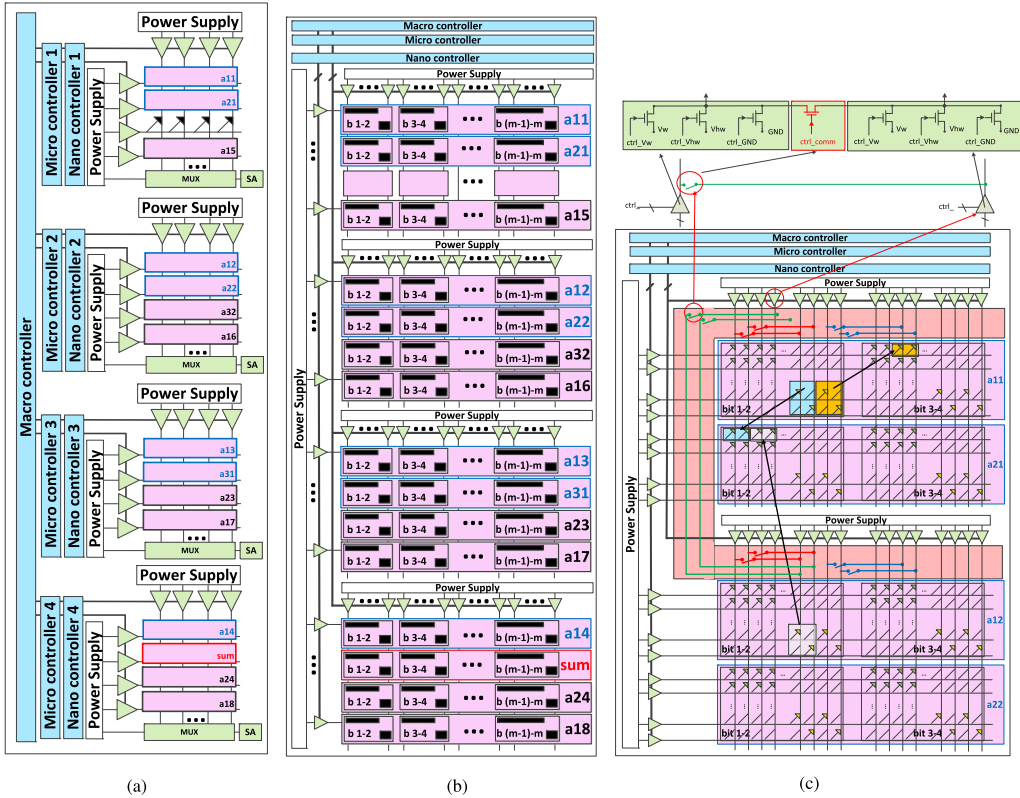 Macro controller
Power Supply
Micro controller 1
Nano controller 1
Power Supply
a11
a21
a15
•••
MUX
SA
Power Supply
Micro controller 2
Nano controller 2
Power Supply
a12
a22
a32
a16
•••
MUX
SA
Power Supply
Micro controller 3
Nano controller 3
Power Supply
a13
a31
a23
a17
•••
MUX
SA
Power Supply
Micro controller 4
Nano controller 4
Power Supply
a14
sum
a24
a18
•••
MUX
SA
(a)
Macro controller
Micro controller
Nano controller
Power Supply
Power Supply
b 1-2 b 3-4 ••• b (m-1)-m a11
b 1-2 b 3-4 ••• b (m-1)-m a21
•••
b 1-2 b 3-4 ••• b (m-1)-m a15
Power Supply
b 1-2 b 3-4 ••• b (m-1)-m a12
b 1-2 b 3-4 ••• b (m-1)-m a22
b 1-2 b 3-4 ••• b (m-1)-m a32
b 1-2 b 3-4 ••• b (m-1)-m a16
Power Supply
b 1-2 b 3-4 ••• b (m-1)-m a13
b 1-2 b 3-4 ••• b (m-1)-m a31
b 1-2 b 3-4 ••• b (m-1)-m a23
b 1-2 b 3-4 ••• b (m-1)-m a17
Power Supply
b 1-2 b 3-4 ••• b (m-1)-m a14
b 1-2 b 3-4 ••• b (m-1)-m sum
b 1-2 b 3-4 ••• b (m-1)-m a24
b 1-2 b 3-4 ••• b (m-1)-m a18
(b)
Vw Vhw GND Vw Vhw GND
ctrl_Vw ctrl_Vhw ctrl_GND ctrl_comm ctrl_Vw ctrl_Vhw ctrl_GND
ctrl_ ctrl_
Macro controller
Micro controller
Nano controller
Power Supply
Power Supply
a11
bit 1-2 bit 3-4
a21
bit 1-2 bit 3-4
Power Supply
a12
bit 1-2 bit 3-4
a22
bit 1-2 bit 3-4
(c)